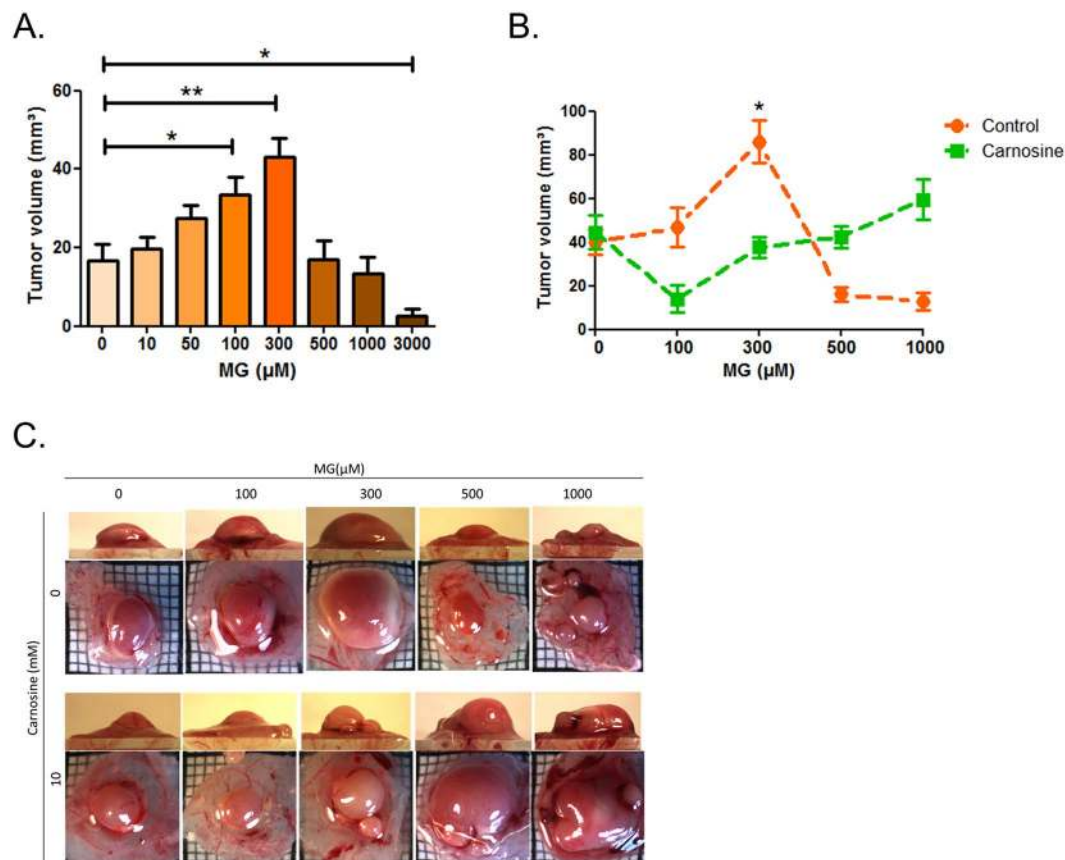 A.
*
**
*
60
40
20
0
Tumor volume (mm³)
0 10 50 100 300 500 1000 3000
MG (µM)
B.
*
100
80
60
40
20
0
Tumor volume (mm³)
0 100 300 500 1000
MG (µM)
Control
Carnosine
C.
MG(µM)
0 100 300 500 1000
Carnosine (mM)
0
10